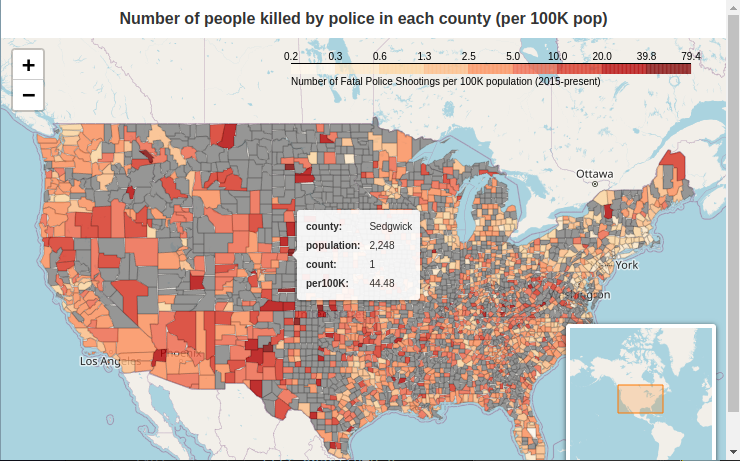 Number of people killed by police in each county (per 100K pop)
+
−
0.2 0.3 0.6 1.3 2.5 5.0 10.0 20.0 39.8 79.4
Number of Fatal Police Shootings per 100K population (2015-present)
Ottawa
county: Sedgwick
population: 2,248
count: 1
per100K: 44.48
York
Washington
Los Angeles
Phoenix